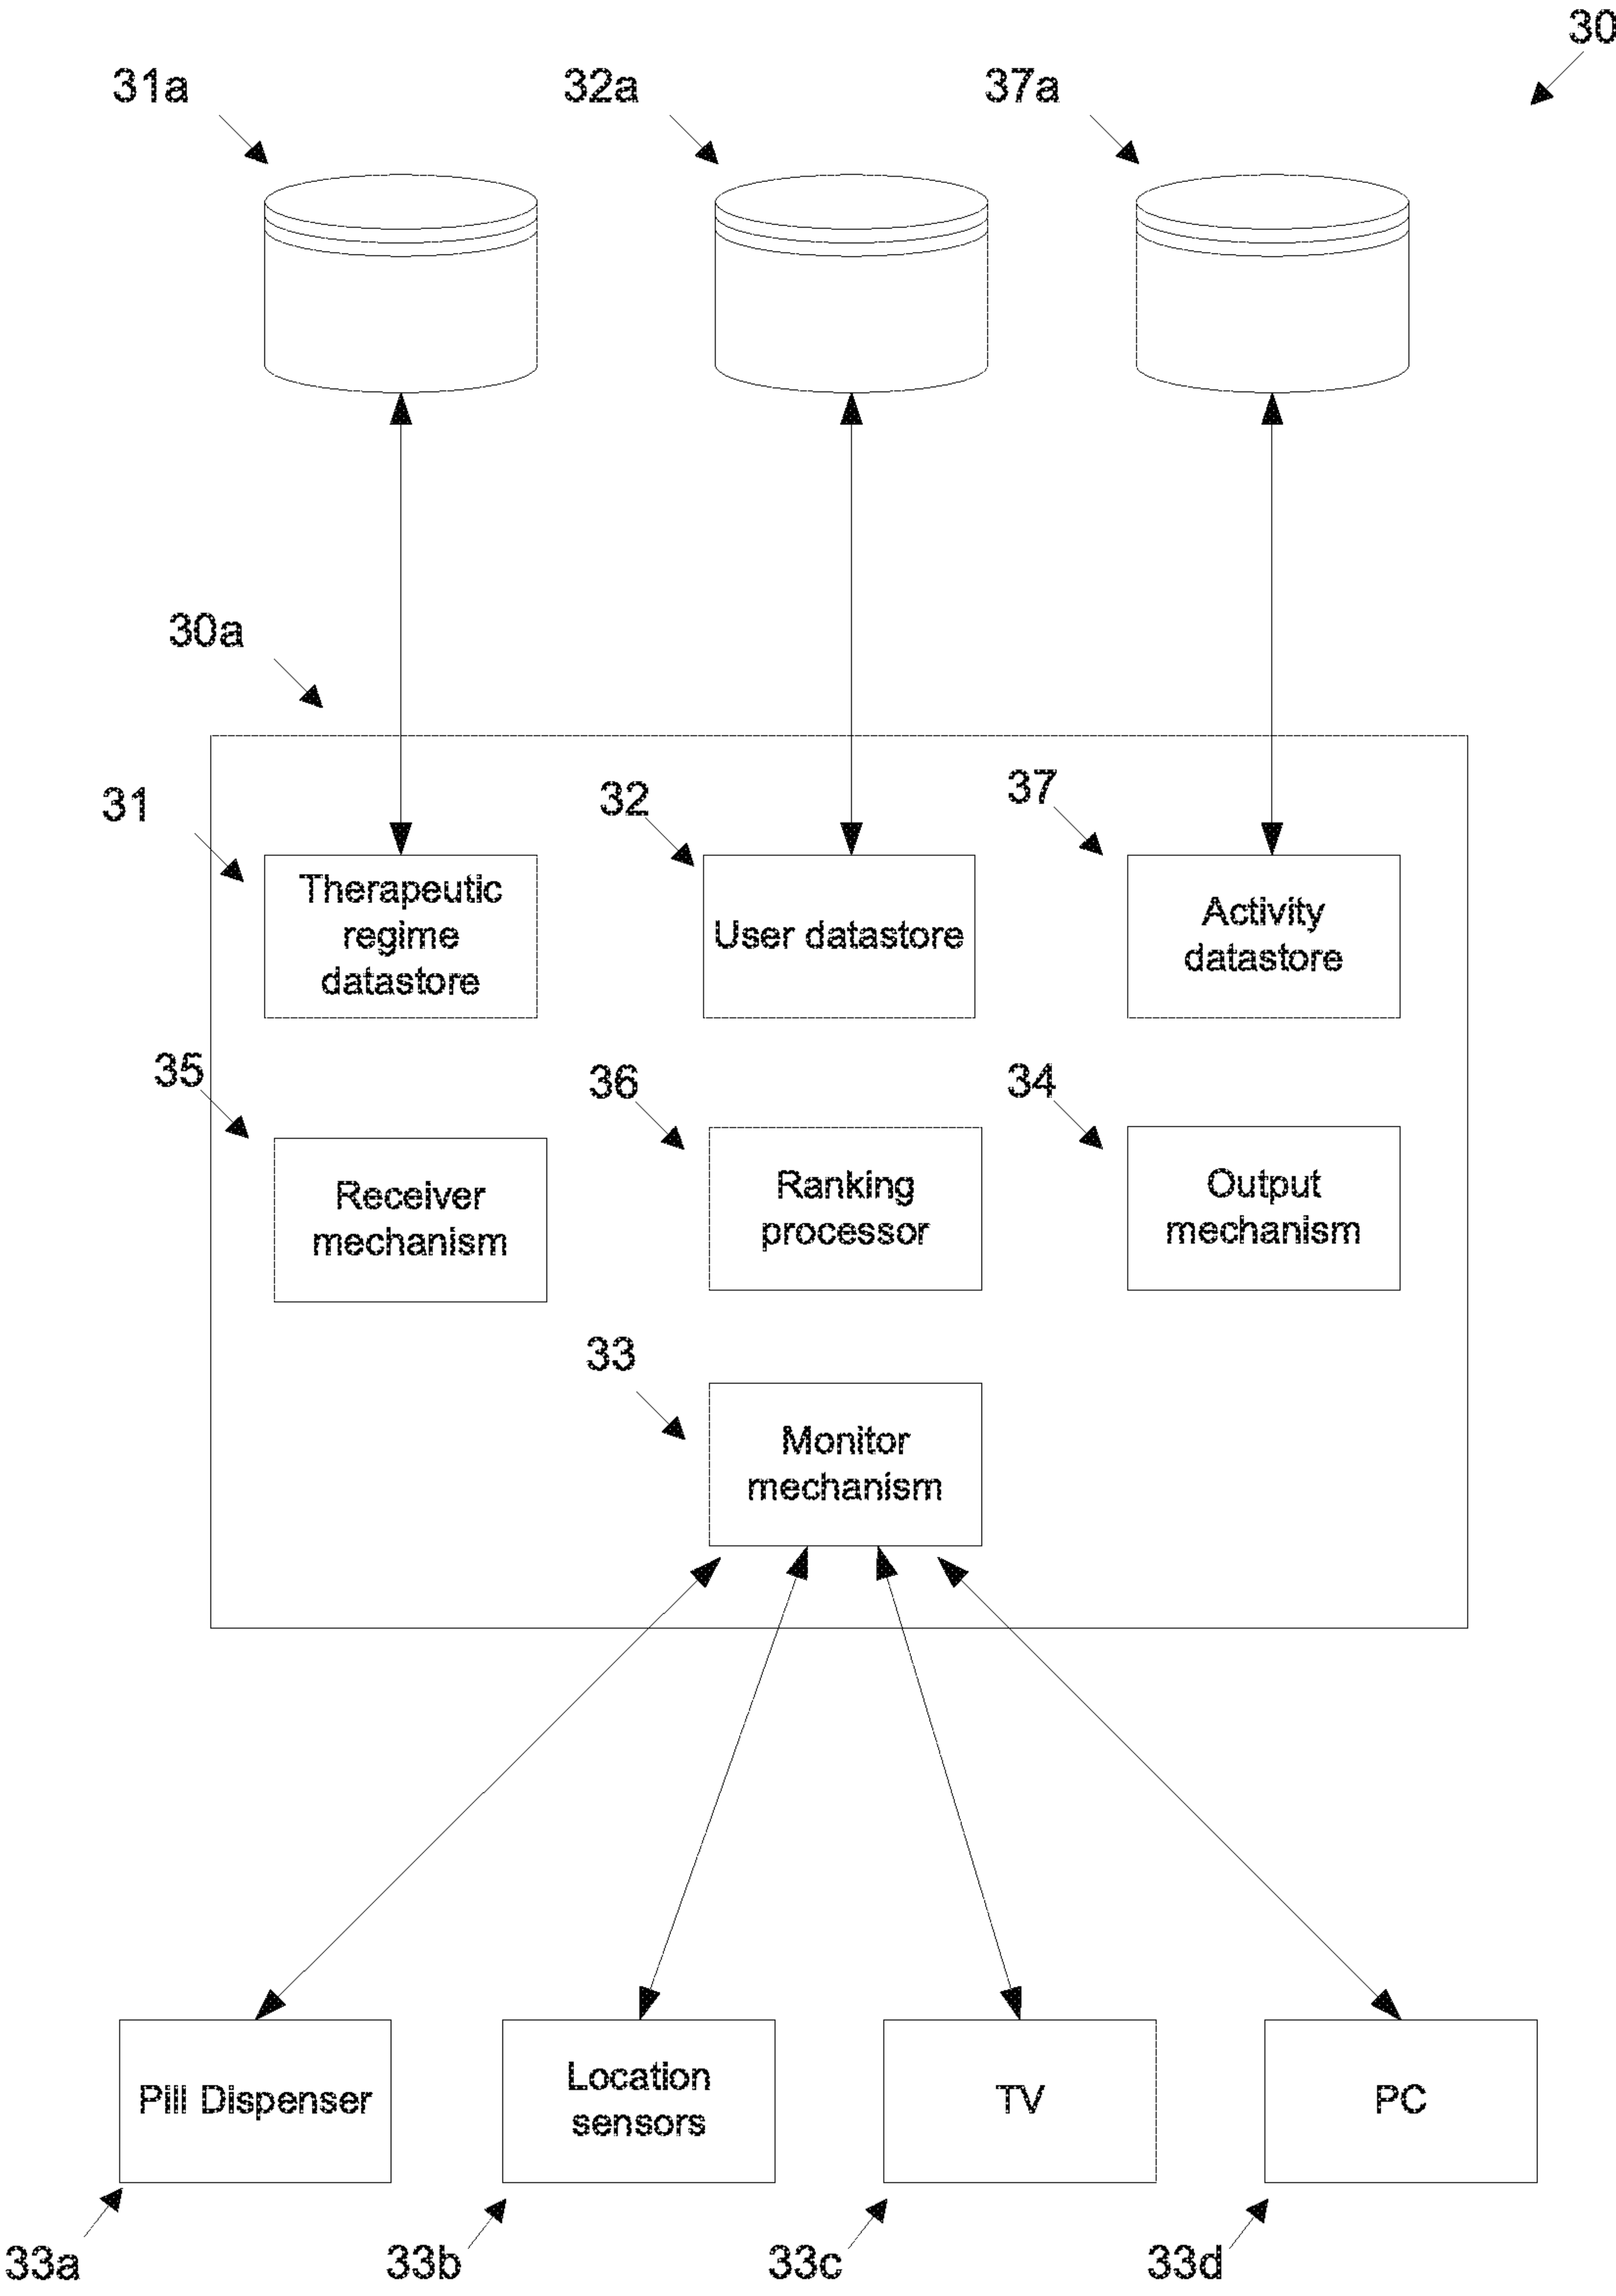 30
31a
32a
37a
30a
31
32
37
Therapeutic
regime
datastore
User datastore
Activity
datastore
35
36
34
Receiver
mechanism
Ranking
processor
Output
mechanism
33
Monitor
mechanism
Pill Dispenser
Location
sensors
TV
PC
33a
33b
33c
33d